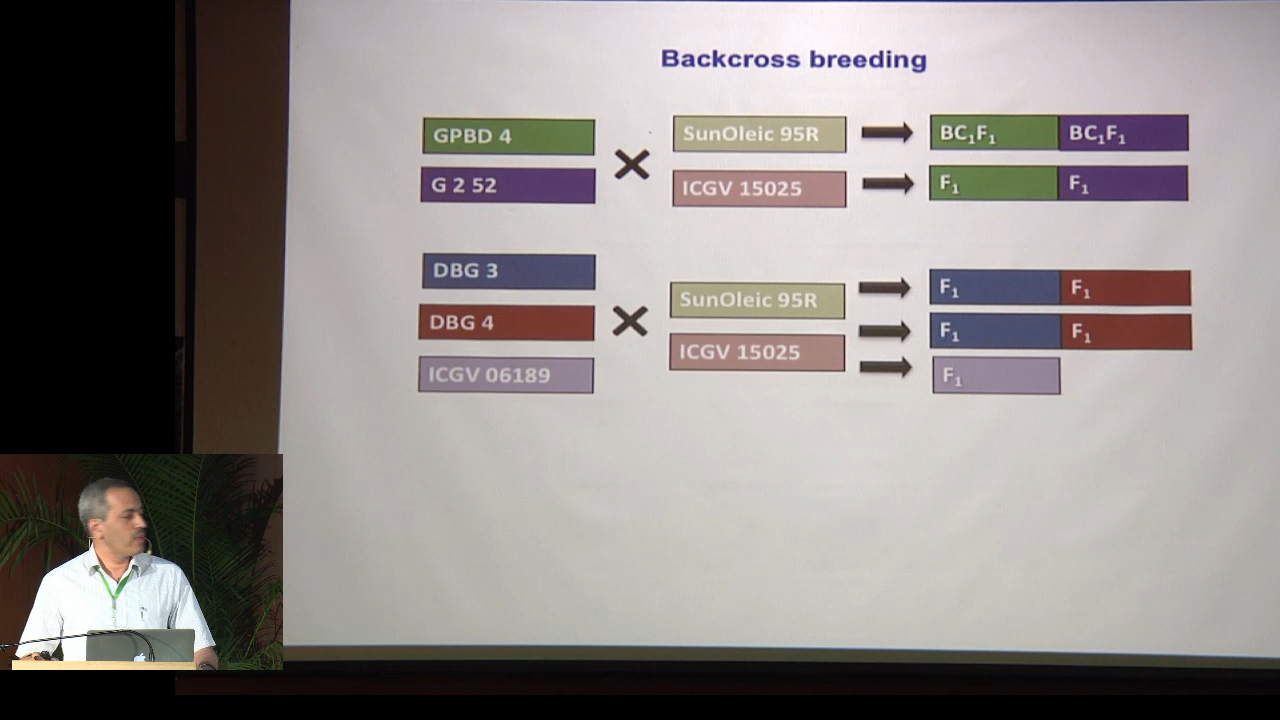 Backcross breeding
GPBD 4
SunOleic 95R
BC₁F₁
BC₁F₁
G 2 52
ICGV 15025
F₁
F₁
DBG 3
SunOleic 95R
F₁
F₁
DBG 4
ICGV 15025
F₁
F₁
ICGV 06189
F₁